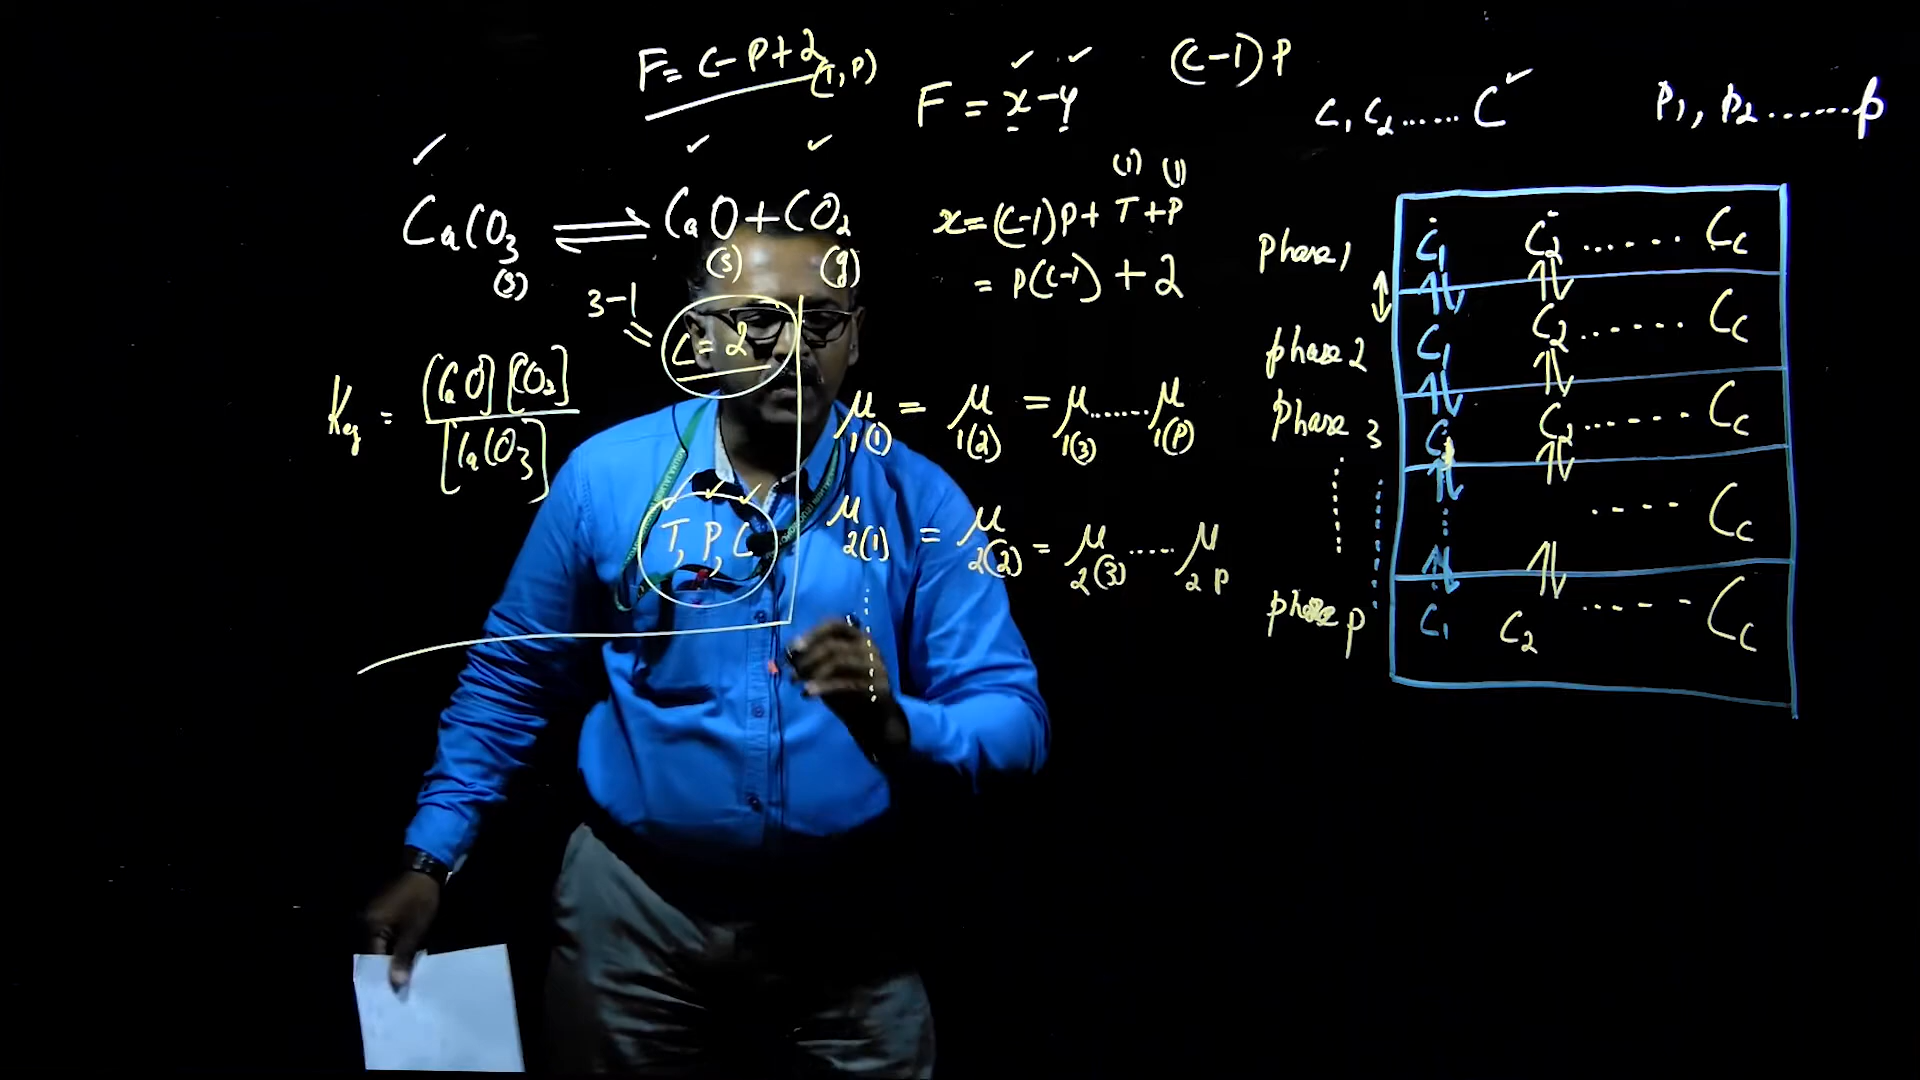 F = C - P + 2
(T, P)
F = x - y
(C-1) P
C1 C2 ...... C
P1, P2 ....... p
CaCO3 ⇌ CaO + CO2
(s) (s) (g)
3-1
C = 2
Keq = [CaO] [CO2] / [CaCO3]
T, P, C
(1) (1)
x = (C-1)P + T + P
= P(C-1) + 2
μ1(1) = μ1(2) = μ1(3) ...... μ1(P)
μ2(1) = μ2(2) = μ2(3) ..... μ2 P
phase 1 C1 C2 ...... Cc
phase 2 C1 C2 ...... Cc
phase 3 C1 C2 ...... Cc
.... Cc
phase p C1 C2 ..... Cc